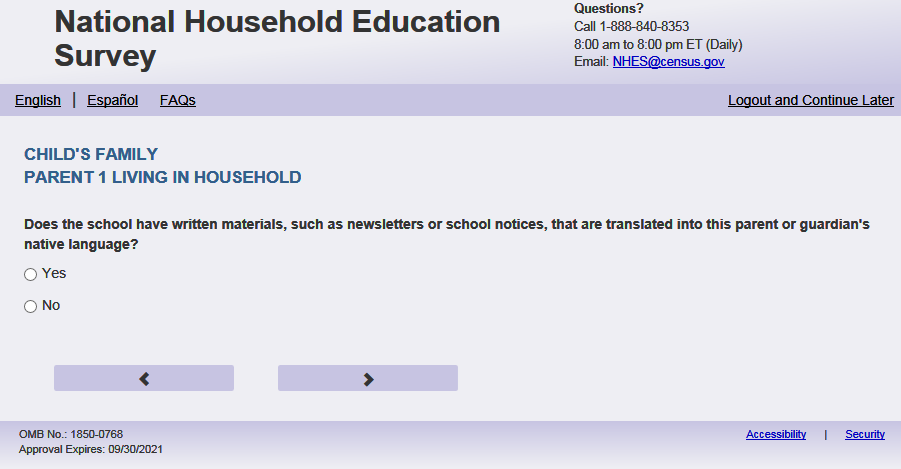 National Household Education
Survey
Questions?
Call 1-888-840-8353
8:00 am to 8:00 pm ET (Daily)
Email: NHES@census.gov
English | Español FAQs Logout and Continue Later
CHILD'S FAMILY
PARENT 1 LIVING IN HOUSEHOLD
Does the school have written materials, such as newsletters or school notices, that are translated into this parent or guardian's
native language?
Yes
No
OMB No.: 1850-0768
Approval Expires: 09/30/2021
Accessibility | Security